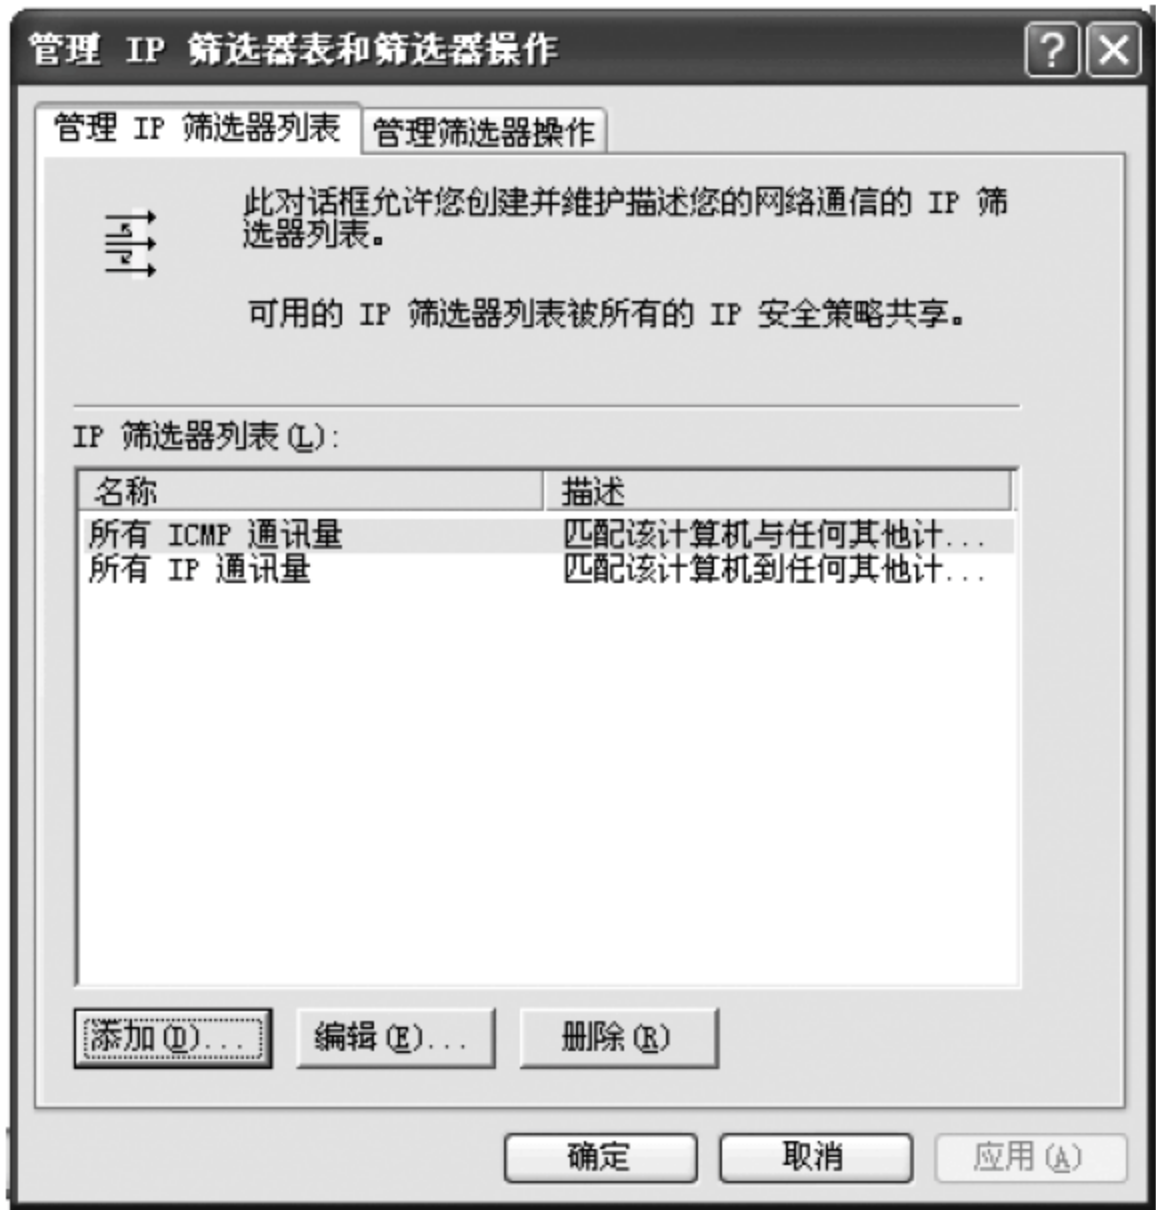 管理 IP 筛选器表和筛选器操作
管理 IP 筛选器列表 管理筛选器操作
此对话框允许您创建并维护描述您的网络通信的 IP 筛
选器列表。
可用的 IP 筛选器列表被所有的 IP 安全策略共享。
IP 筛选器列表(L):
名称 描述
所有 ICMP 通讯量 匹配该计算机与任何其他计...
所有 IP 通讯量 匹配该计算机到任何其他计...
添加(D)... 编辑(E)... 删除(R)
确定 取消 应用(A)